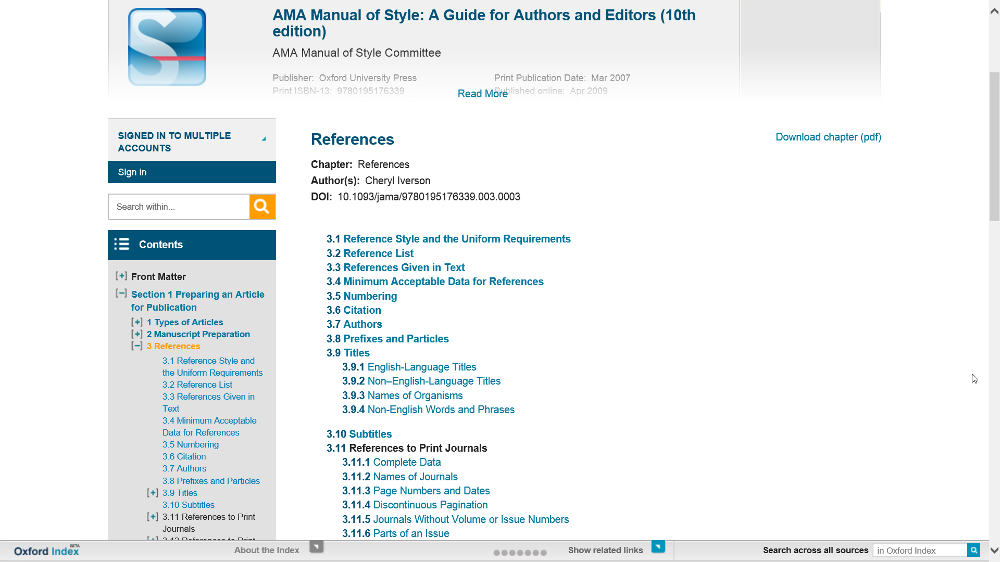 AMA Manual of Style: A Guide for Authors and Editors (10th
edition)
AMA Manual of Style Committee
Publisher: Oxford University Press
Print Publication Date: Mar 2007
Print ISBN-13: 9780195176339
Published online: Apr 2009
Read More
SIGNED IN TO MULTIPLE
ACCOUNTS
Sign in
Search within...
Contents
[+] Front Matter
[−] Section 1 Preparing an Article
for Publication
[+] 1 Types of Articles
[+] 2 Manuscript Preparation
[−] 3 References
3.1 Reference Style and
the Uniform Requirements
3.2 Reference List
3.3 References Given in
Text
3.4 Minimum Acceptable
Data for References
3.5 Numbering
3.6 Citation
3.7 Authors
3.8 Prefixes and Particles
[+] 3.9 Titles
3.10 Subtitles
[+] 3.11 References to Print
Journals
[+] 3.12 References to Print
References
Download chapter (pdf)
Chapter: References
Author(s): Cheryl Iverson
DOI: 10.1093/jama/9780195176339.003.0003
3.1 Reference Style and the Uniform Requirements
3.2 Reference List
3.3 References Given in Text
3.4 Minimum Acceptable Data for References
3.5 Numbering
3.6 Citation
3.7 Authors
3.8 Prefixes and Particles
3.9 Titles
3.9.1 English-Language Titles
3.9.2 Non–English-Language Titles
3.9.3 Names of Organisms
3.9.4 Non-English Words and Phrases
3.10 Subtitles
3.11 References to Print Journals
3.11.1 Complete Data
3.11.2 Names of Journals
3.11.3 Page Numbers and Dates
3.11.4 Discontinuous Pagination
3.11.5 Journals Without Volume or Issue Numbers
3.11.6 Parts of an Issue
Oxford Index BETA
About the Index
Show related links
Search across all sources
in Oxford Index